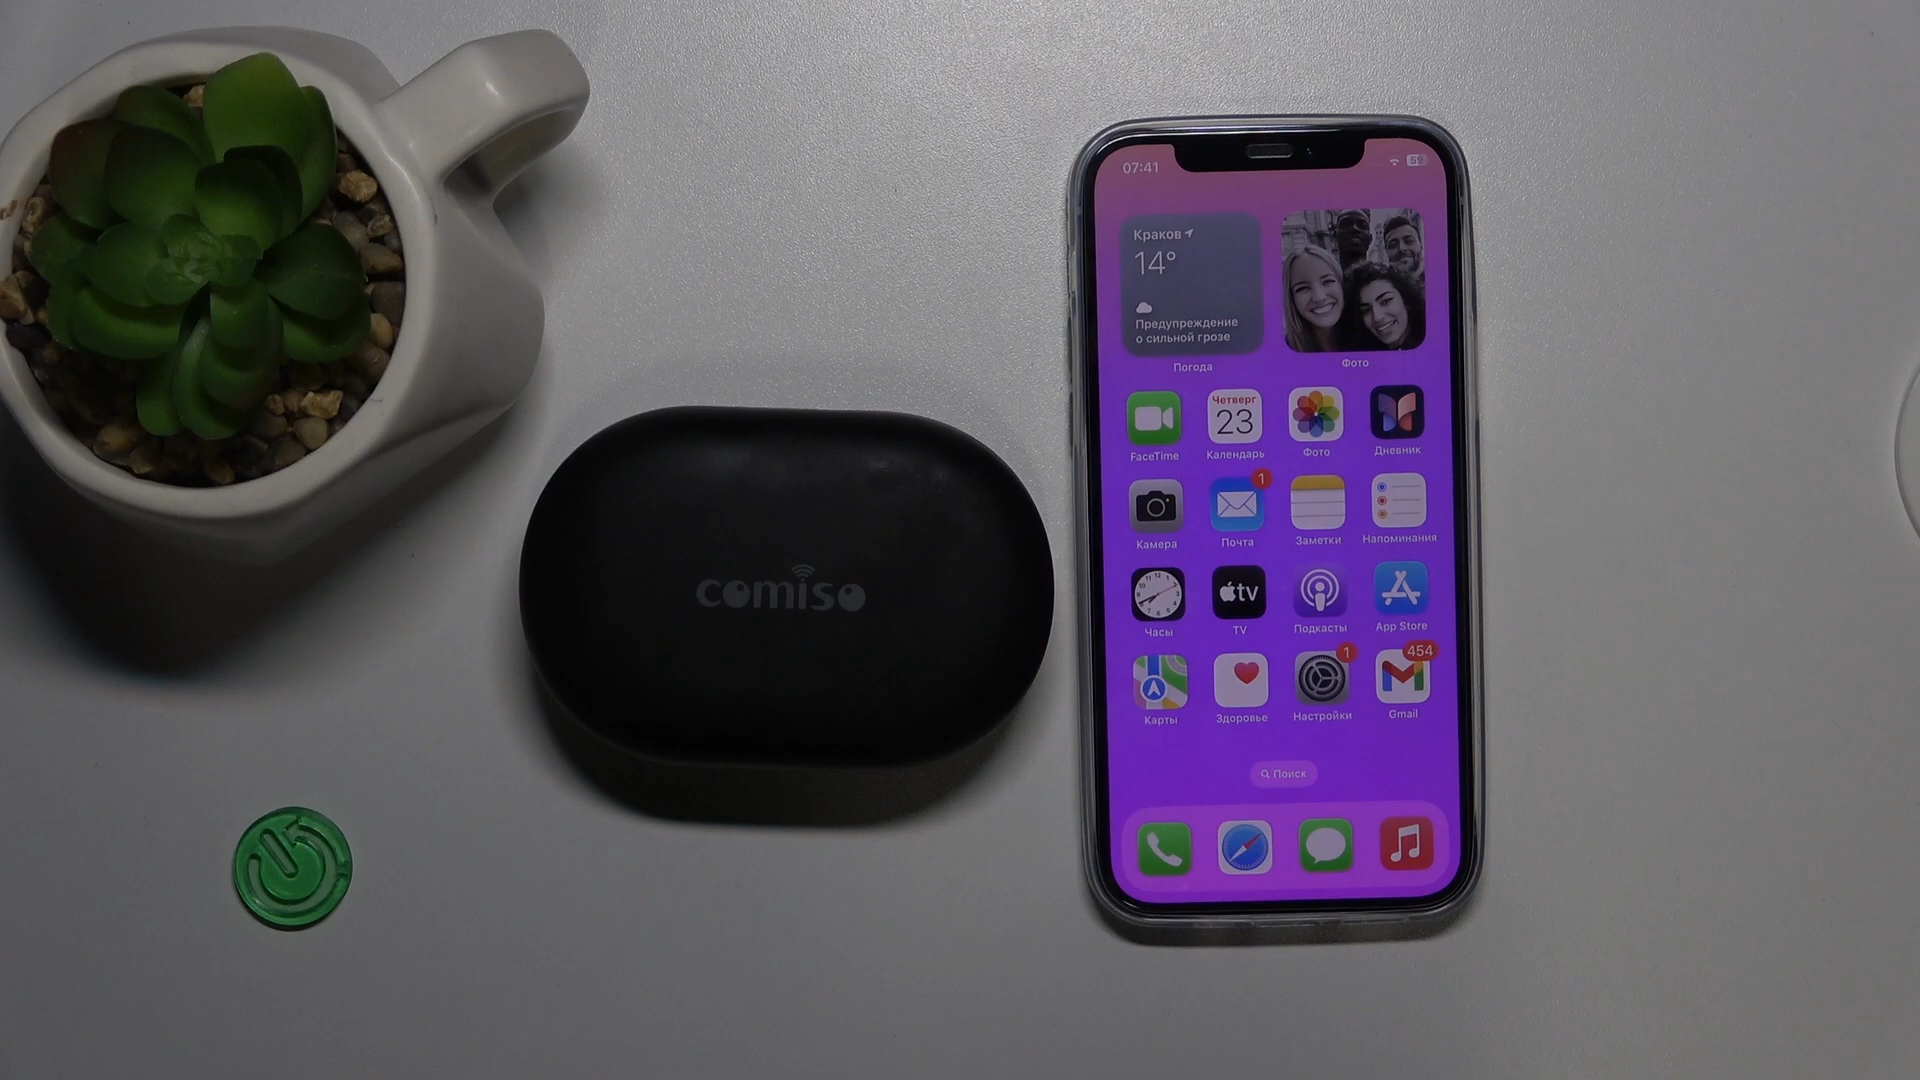 comiso
07:41
59
Краков
14°
Предупреждение
о сильной грозе
Погода
Фото
FaceTime
Четверг
23
Календарь
Фото
Дневник
Камера
1
Почта
Заметки
Напоминания
Часы
tv
TV
Подкасты
App Store
Карты
Здоровье
1
Настройки
454
Gmail
Поиск